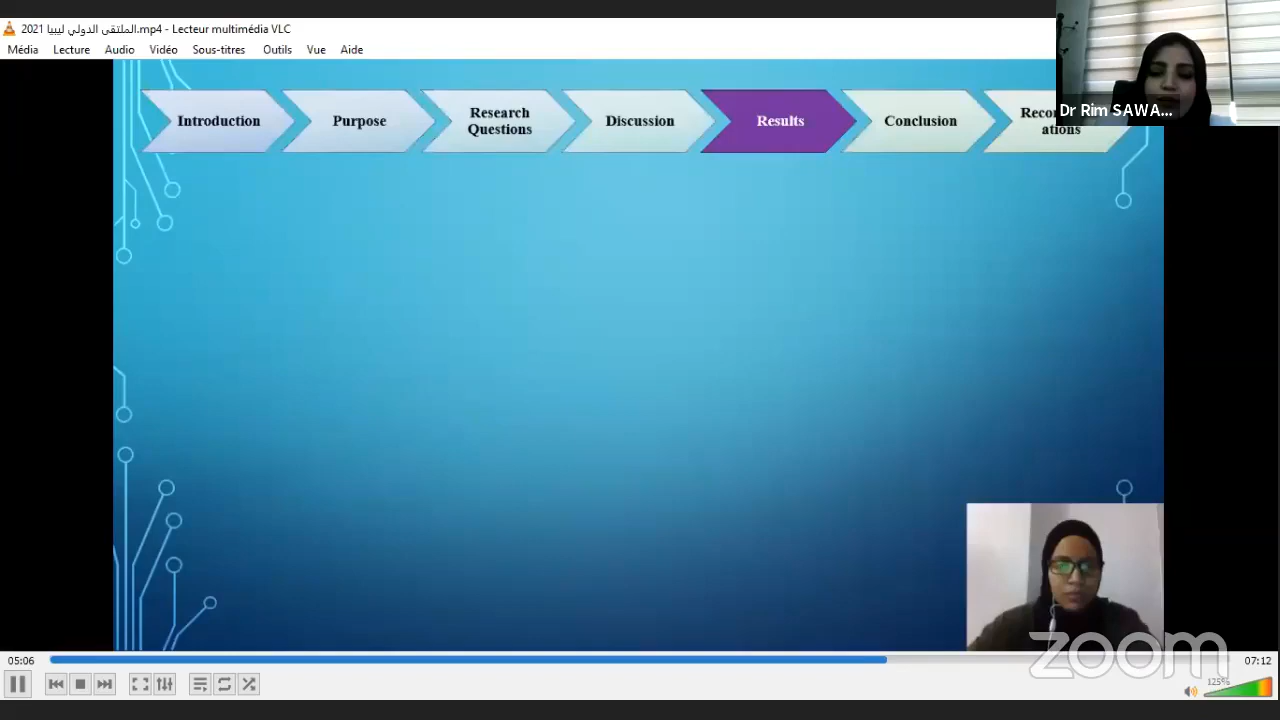 الملتقى الدولي ليبيا 2021.mp4 - Lecteur multimédia VLC
Média Lecture Audio Vidéo Sous-titres Outils Vue Aide
Dr Rim SAWA...
Introduction
Purpose
Research
Questions
Discussion
Results
Conclusion
ations
zoom
05:06
07:12
125%